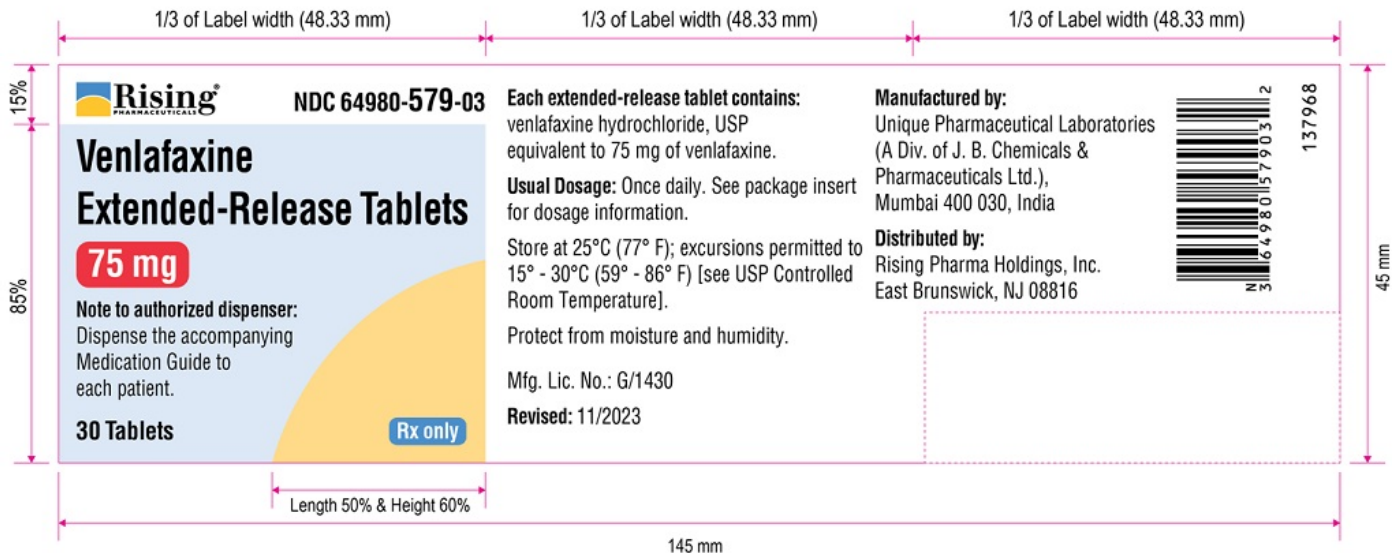 1/3 of Label width (48.33 mm)
1/3 of Label width (48.33 mm)
1/3 of Label width (48.33 mm)
15%
85%
Rising®
PHARMACEUTICALS
NDC 64980-579-03
Venlafaxine
Extended-Release Tablets
75 mg
Note to authorized dispenser:
Dispense the accompanying
Medication Guide to
each patient.
30 Tablets
Rx only
Length 50% & Height 60%
Each extended-release tablet contains:
venlafaxine hydrochloride, USP
equivalent to 75 mg of venlafaxine.
Usual Dosage: Once daily. See package insert
for dosage information.
Store at 25°C (77° F); excursions permitted to
15° - 30°C (59° - 86° F) [see USP Controlled
Room Temperature].
Protect from moisture and humidity.
Mfg. Lic. No.: G/1430
Revised: 11/2023
Manufactured by:
Unique Pharmaceutical Laboratories
(A Div. of J. B. Chemicals &
Pharmaceuticals Ltd.),
Mumbai 400 030, India
Distributed by:
Rising Pharma Holdings, Inc.
East Brunswick, NJ 08816
N
3 64980 57903 2
137968
45 mm
145 mm